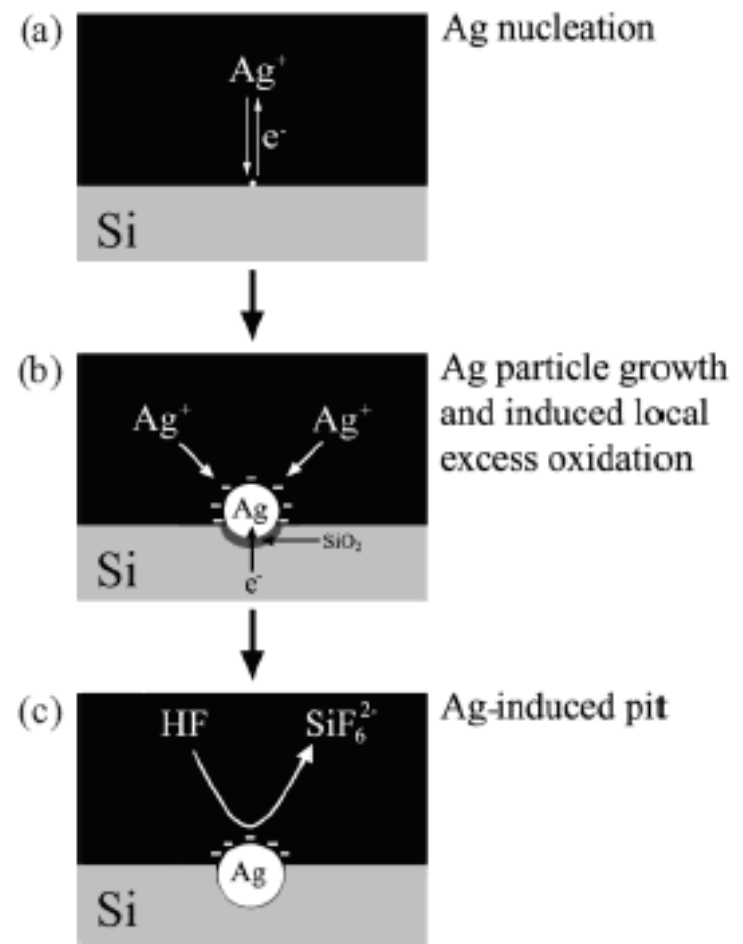 (a) Ag nucleation
Ag⁺
e⁻
Si
(b) Ag particle growth
and induced local
excess oxidation
Ag⁺ Ag⁺
Ag
SiO₂
Si
e⁻
(c) Ag-induced pit
HF SiF₆²⁻
Ag
Si